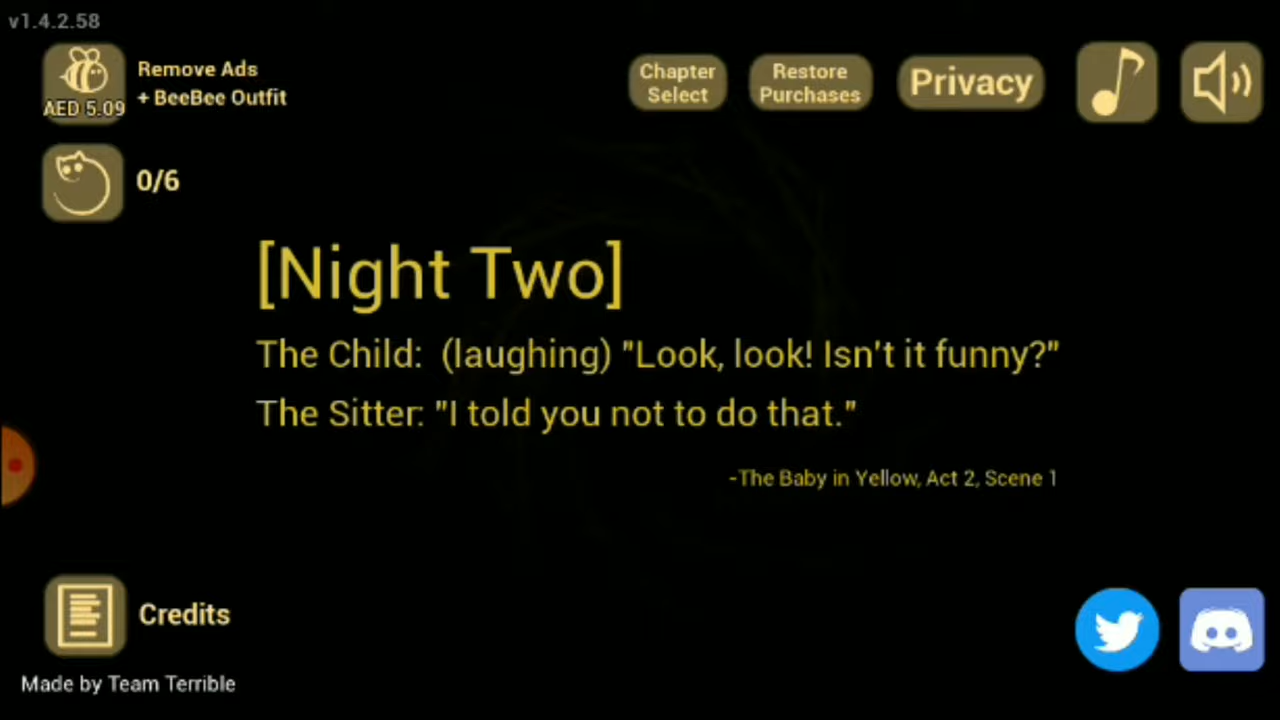 v1.4.2.58
Remove Ads
+ BeeBee Outfit
AED 5.09
Chapter
Select
Restore
Purchases
Privacy
0/6
[Night Two]
The Child:  (laughing) "Look, look! Isn't it funny?"
The Sitter: "I told you not to do that."
-The Baby in Yellow, Act 2, Scene 1
Credits
Made by Team Terrible